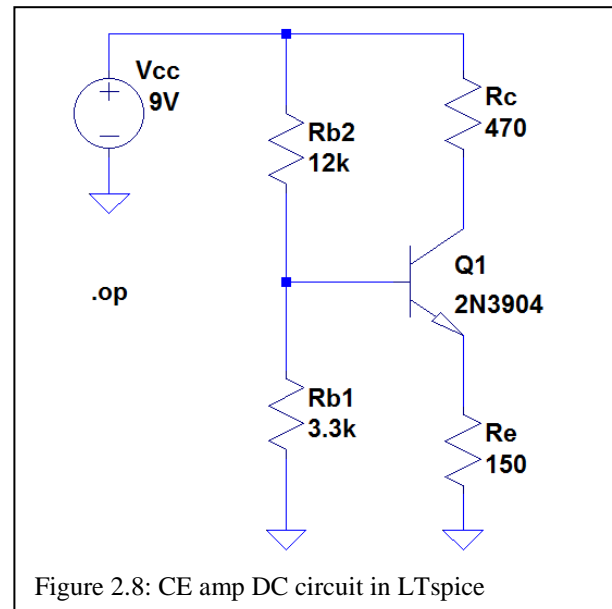 Vcc
9V
Rb2
12k
Rc
470
.op
Q1
2N3904
Rb1
3.3k
Re
150
Figure 2.8: CE amp DC circuit in LTspice